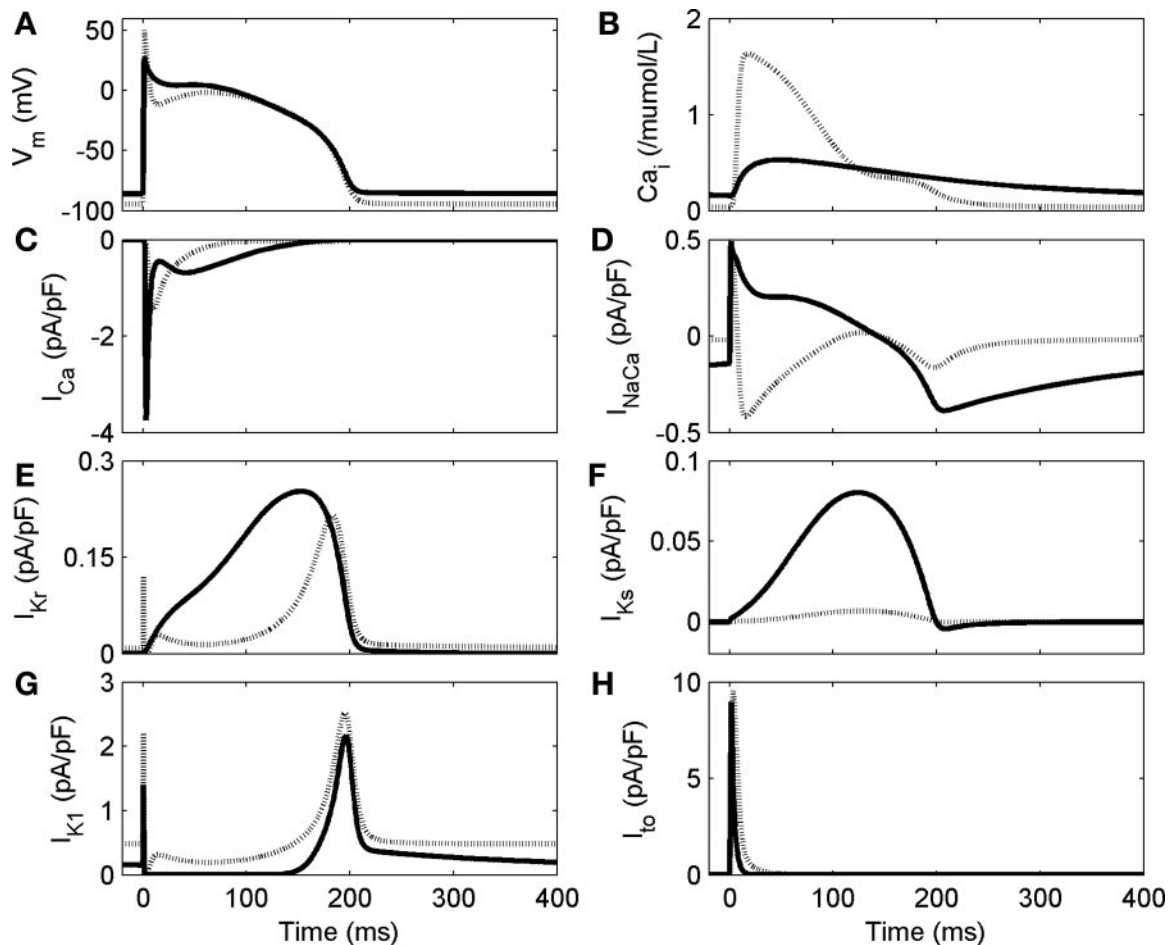 A
V_m (mV)
50
0
-50
-100
B
Ca_i (/mumol/L)
2
1
0
C
I_Ca (pA/pF)
0
-2
-4
D
I_NaCa (pA/pF)
0.5
0
-0.5
E
I_Kr (pA/pF)
0.3
0.15
0
F
I_Ks (pA/pF)
0.1
0.05
0
G
I_K1 (pA/pF)
3
2
1
0
0 100 200 300 400
Time (ms)
H
I_to (pA/pF)
10
5
0
0 100 200 300 400
Time (ms)